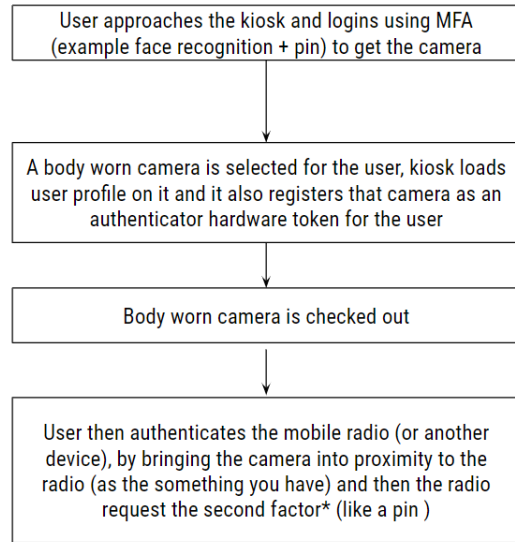 User approaches the kiosk and logins using MFA
(example face recognition + pin) to get the camera
A body worn camera is selected for the user, kiosk loads
user profile on it and it also registers that camera as an
authenticator hardware token for the user
Body worn camera is checked out
User then authenticates the mobile radio (or another
device), by bringing the camera into proximity to the
radio (as the something you have) and then the radio
request the second factor* (like a pin )